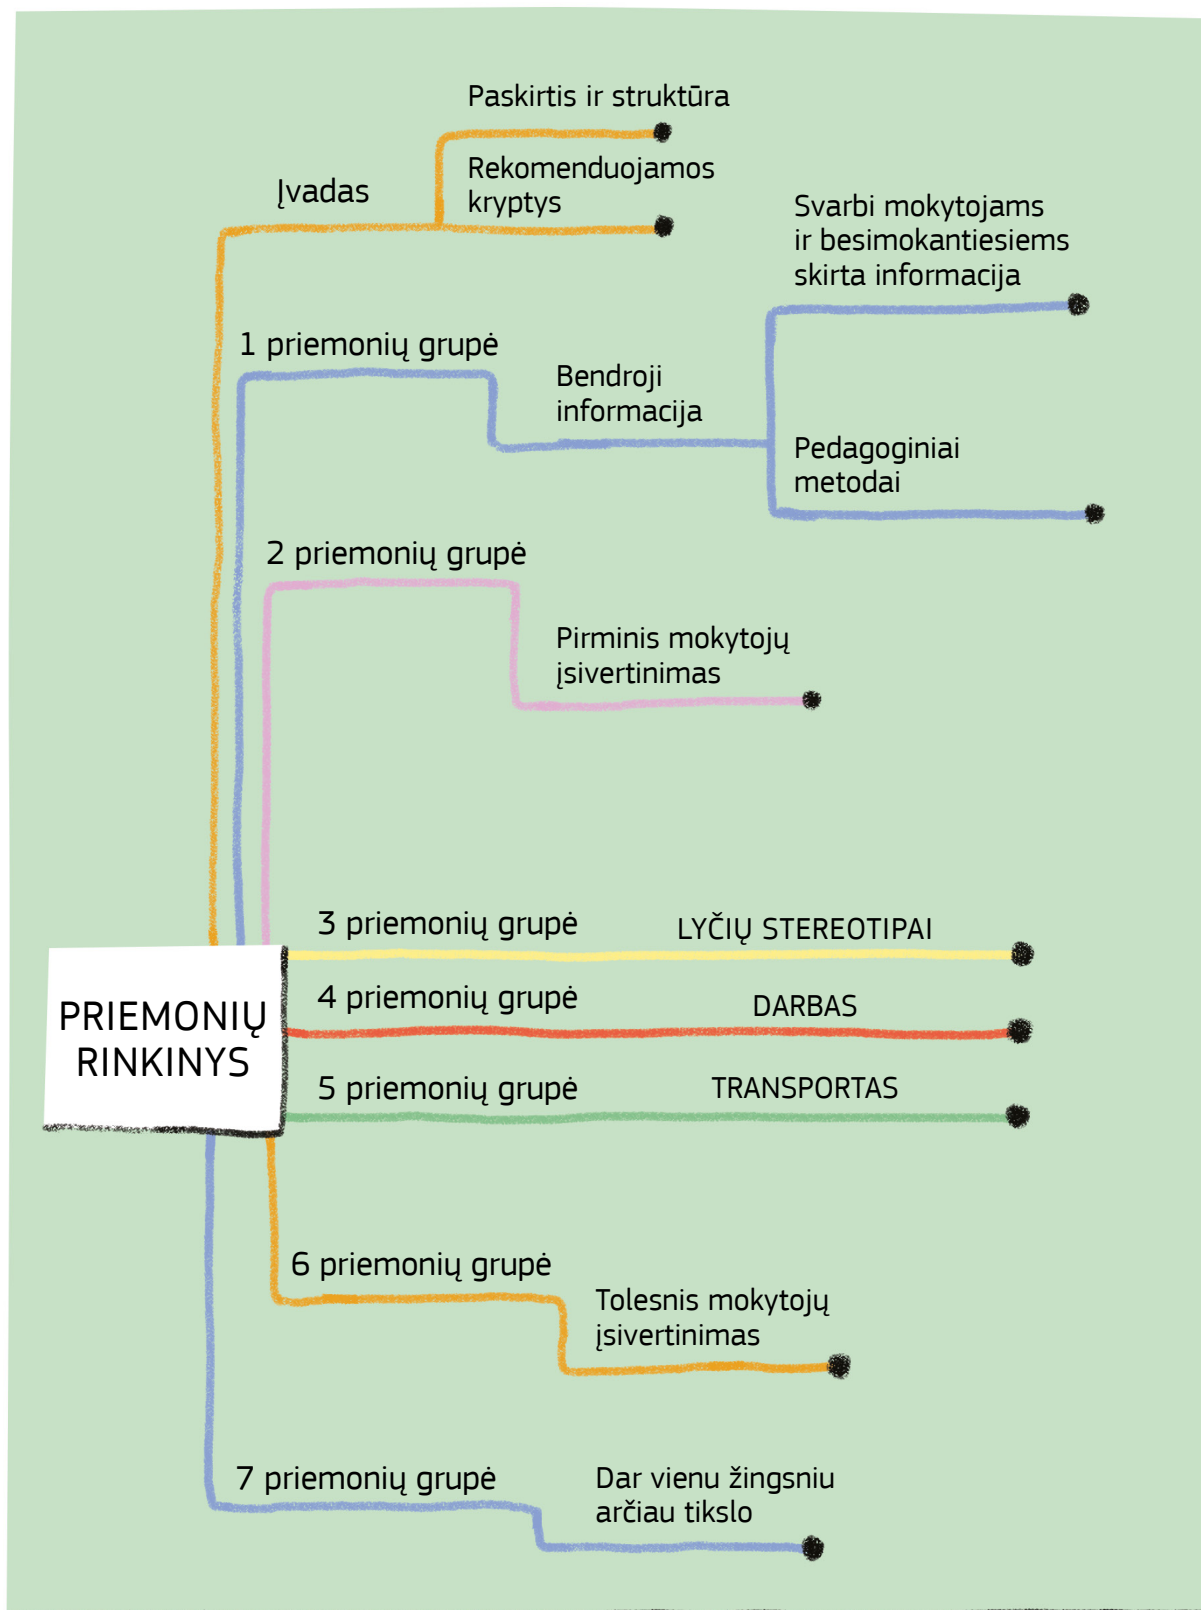 Paskirtis ir struktūra
Įvadas
Rekomenduojamos
kryptys
Svarbi mokytojams
ir besimokantiesiems
skirta informacija
1 priemonių grupė
Bendroji
informacija
Pedagoginiai
metodai
2 priemonių grupė
Pirminis mokytojų
įsivertinimas
3 priemonių grupė
LYČIŲ STEREOTIPAI
4 priemonių grupė
DARBAS
PRIEMONIŲ
RINKINYS
5 priemonių grupė
TRANSPORTAS
6 priemonių grupė
Tolesnis mokytojų
įsivertinimas
7 priemonių grupė
Dar vienu žingsniu
arčiau tikslo